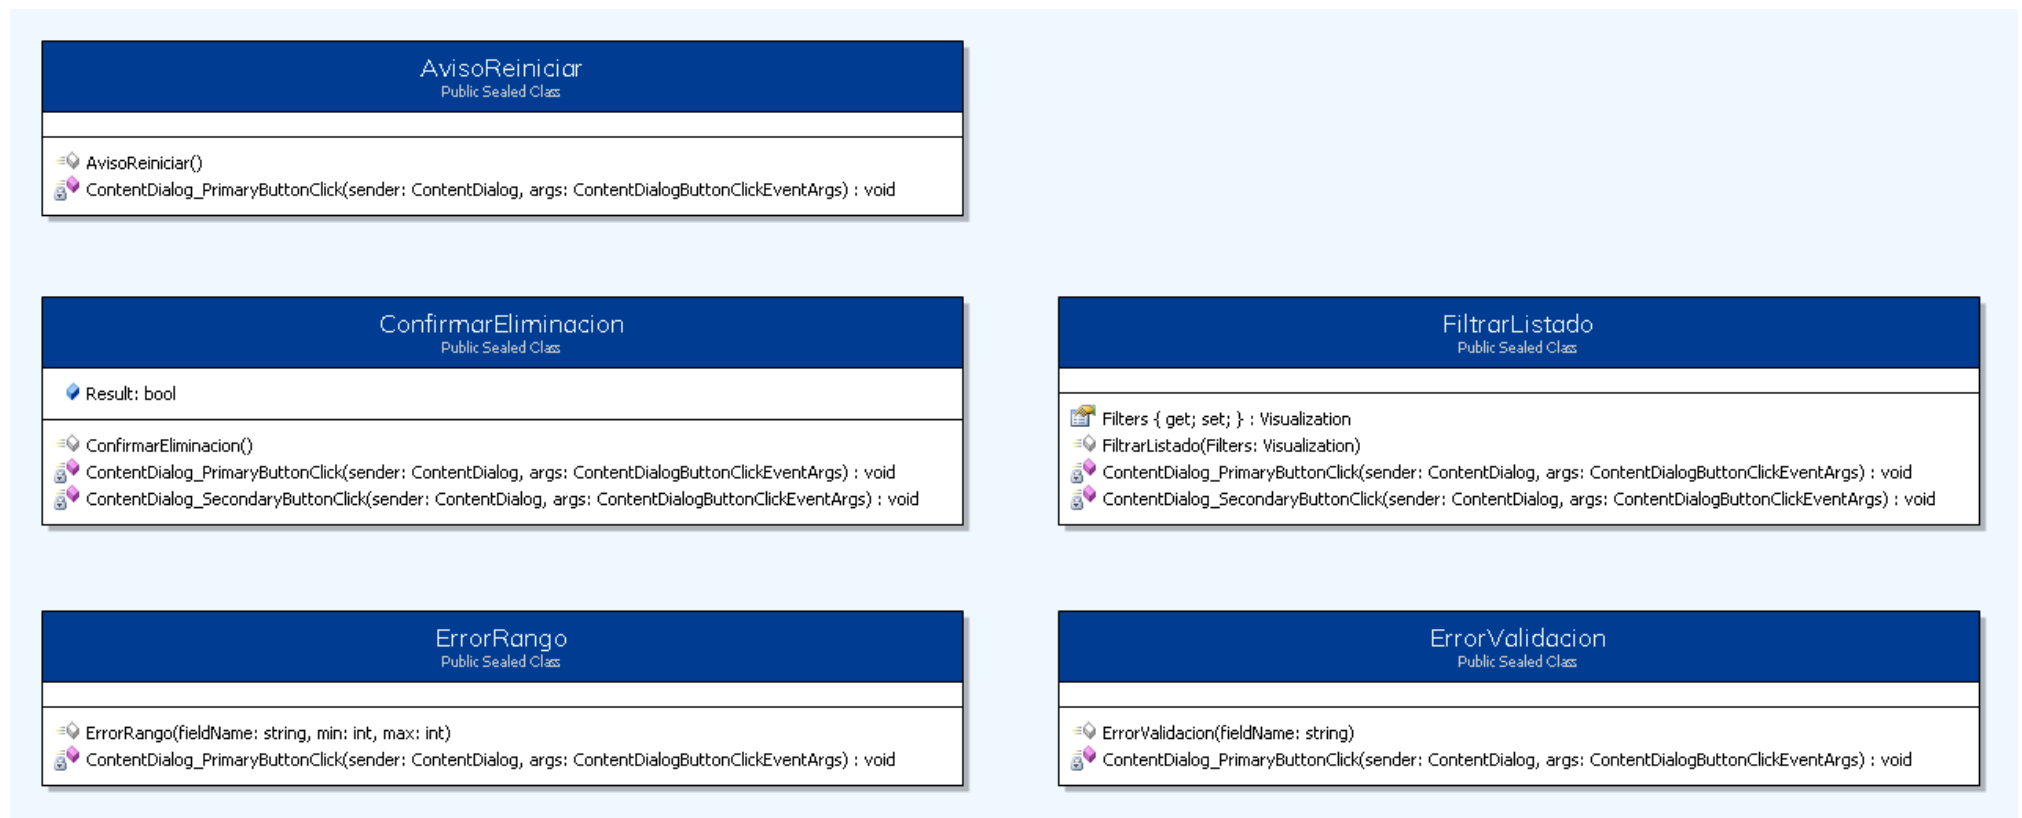 AvisoReiniciar
Public Sealed Class
AvisoReiniciar()
ContentDialog_PrimaryButtonClick(sender: ContentDialog, args: ContentDialogButtonClickEventArgs) : void
ConfirmarEliminacion
Public Sealed Class
Result: bool
ConfirmarEliminacion()
ContentDialog_PrimaryButtonClick(sender: ContentDialog, args: ContentDialogButtonClickEventArgs) : void
ContentDialog_SecondaryButtonClick(sender: ContentDialog, args: ContentDialogButtonClickEventArgs) : void
FiltrarListado
Public Sealed Class
Filters { get; set; } : Visualization
FiltrarListado(Filters: Visualization)
ContentDialog_PrimaryButtonClick(sender: ContentDialog, args: ContentDialogButtonClickEventArgs) : void
ContentDialog_SecondaryButtonClick(sender: ContentDialog, args: ContentDialogButtonClickEventArgs) : void
ErrorRango
Public Sealed Class
ErrorRango(fieldName: string, min: int, max: int)
ContentDialog_PrimaryButtonClick(sender: ContentDialog, args: ContentDialogButtonClickEventArgs) : void
ErrorValidacion
Public Sealed Class
ErrorValidacion(fieldName: string)
ContentDialog_PrimaryButtonClick(sender: ContentDialog, args: ContentDialogButtonClickEventArgs) : void